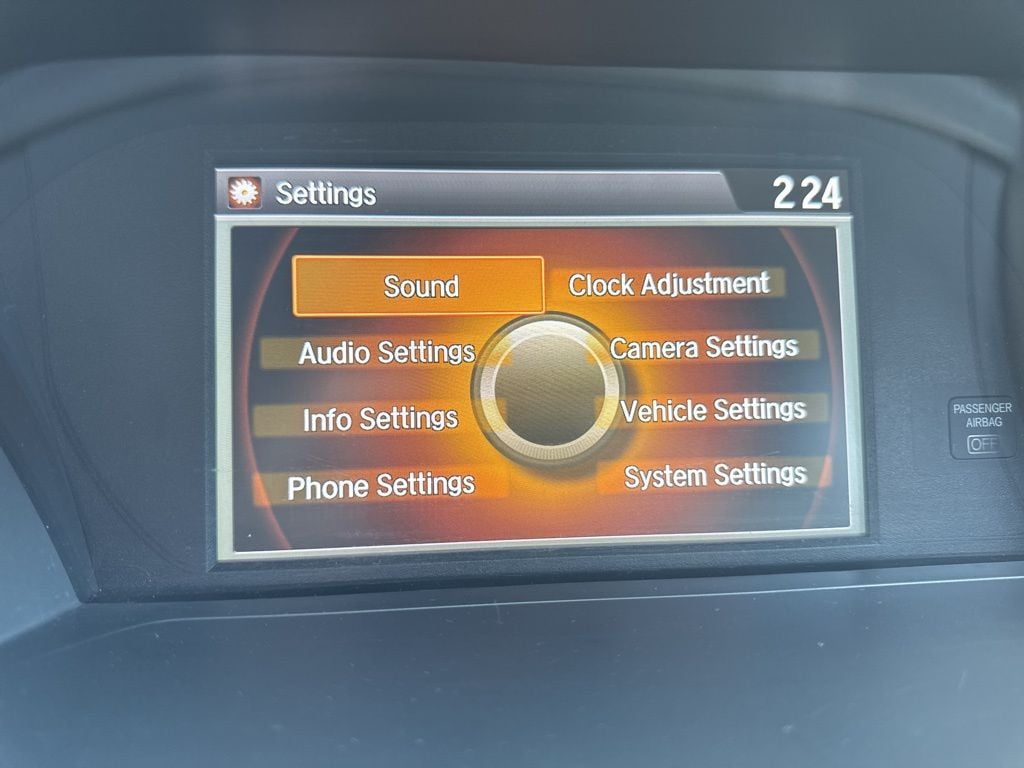 Settings
2 24
Sound
Clock Adjustment
Audio Settings
Camera Settings
Info Settings
Vehicle Settings
Phone Settings
System Settings
PASSENGER
AIRBAG
OFF